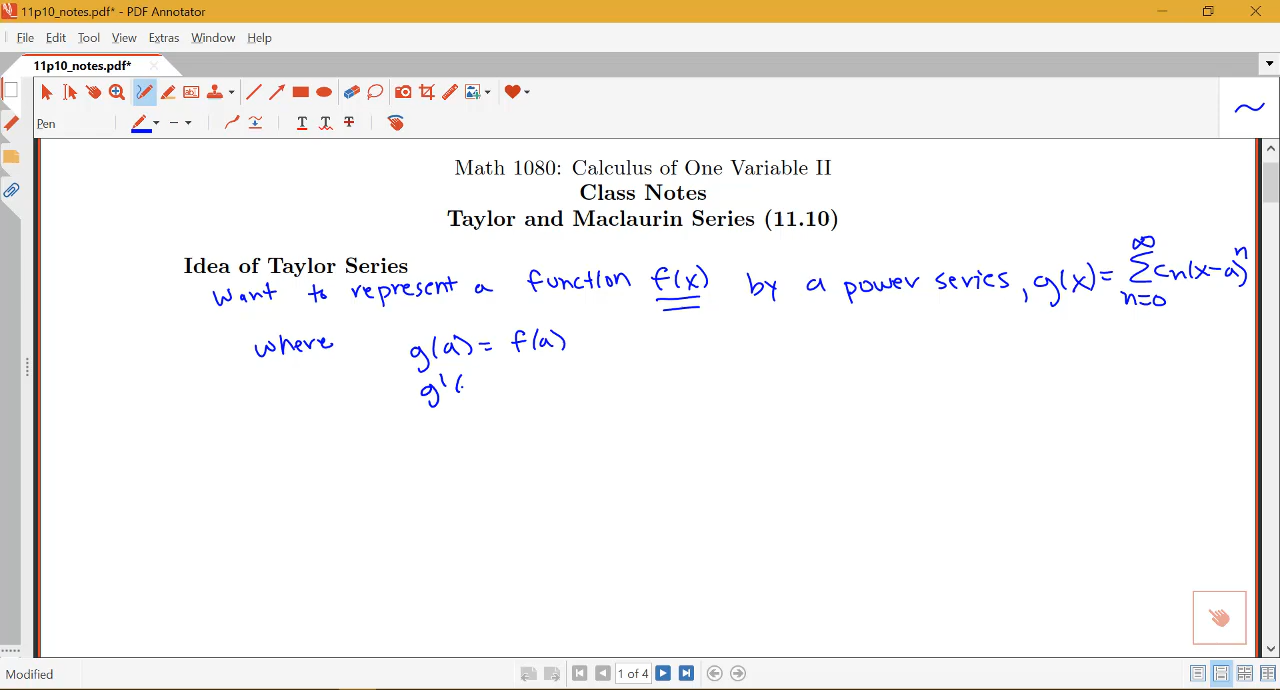 11p10_notes.pdf* - PDF Annotator
File Edit Tool View Extras Window Help
11p10_notes.pdf*
Pen
Math 1080: Calculus of One Variable II
Class Notes
Taylor and Maclaurin Series (11.10)
Idea of Taylor Series
Want to represent a function f(x) by a power series, g(x) = ∑_{n=0}^{∞} cn(x-a)^n
where g(a) = f(a)
g'(
Modified 1 of 4